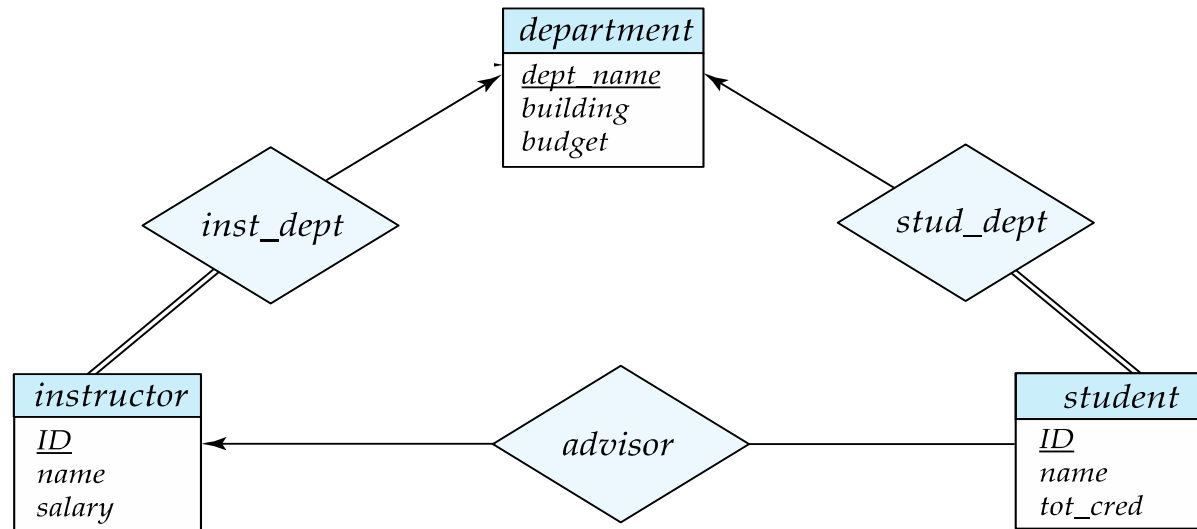 department
dept_name
building
budget
inst_dept
stud_dept
instructor
ID
name
salary
advisor
student
ID
name
tot_cred